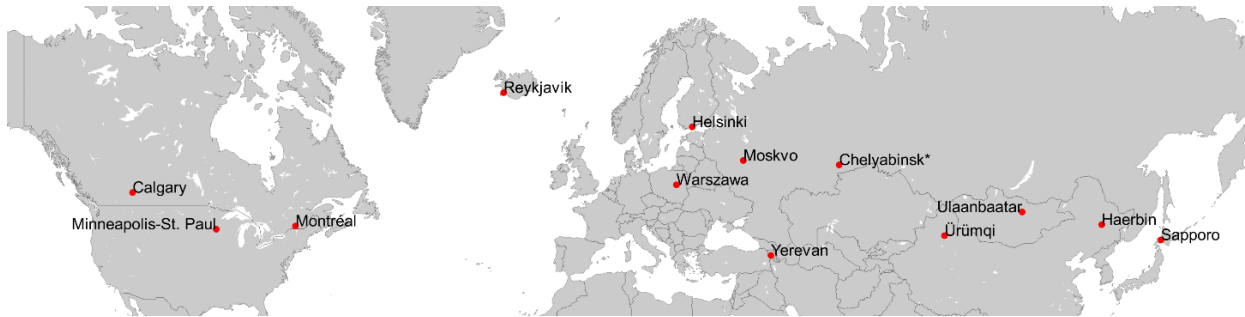 Reykjavik
Helsinki
Moskvo
Chelyabinsk*
Warszawa
Calgary
Ulaanbaatar
Minneapolis-St. Paul
Montréal
Haerbin
Ürümqi
Sapporo
Yerevan